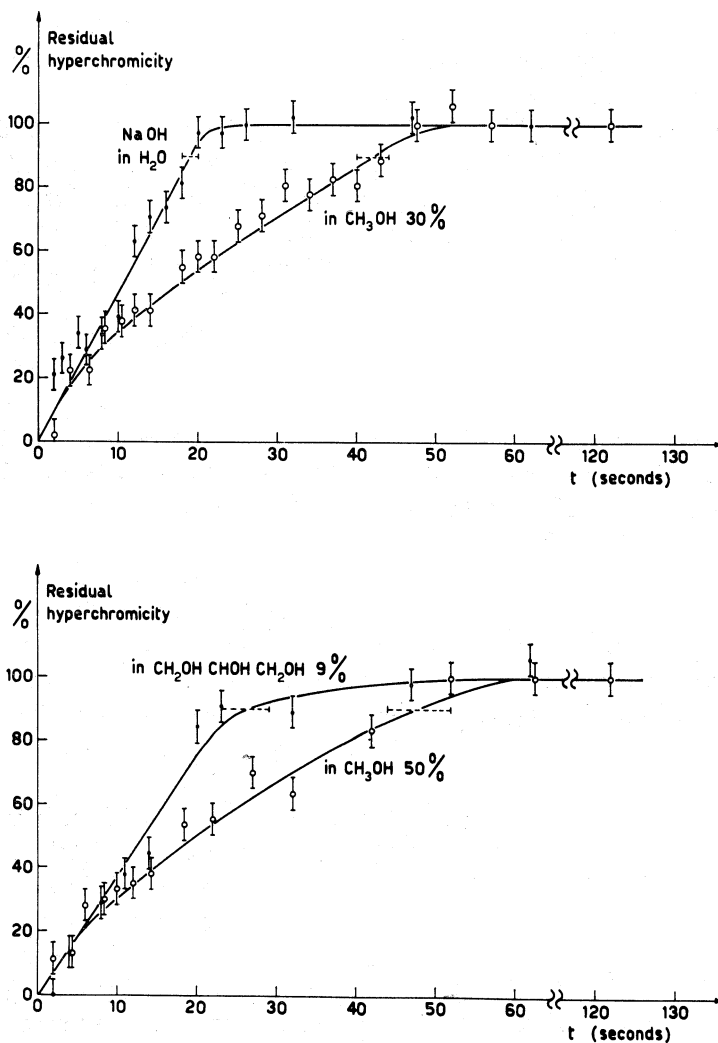 Residual
% hyperchromicity
100
NaOH
in H₂O
80
in CH₃OH 30%
60
40
20
0
0 10 20 30 40 50 60 120 130
t (seconds)
Residual
% hyperchromicity
in CH₂OH CHOH CH₂OH 9%
100
80
in CH₃OH 50%
60
40
20
0
0 10 20 30 40 50 60 120 130
t (seconds)